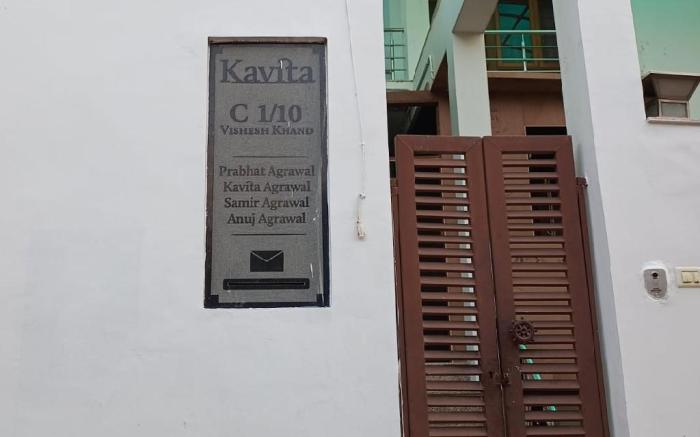 Kavita
C 1/10
VISHESH KHAND
Prabhat Agrawal
Kavita Agrawal
Samir Agrawal
Anuj Agrawal